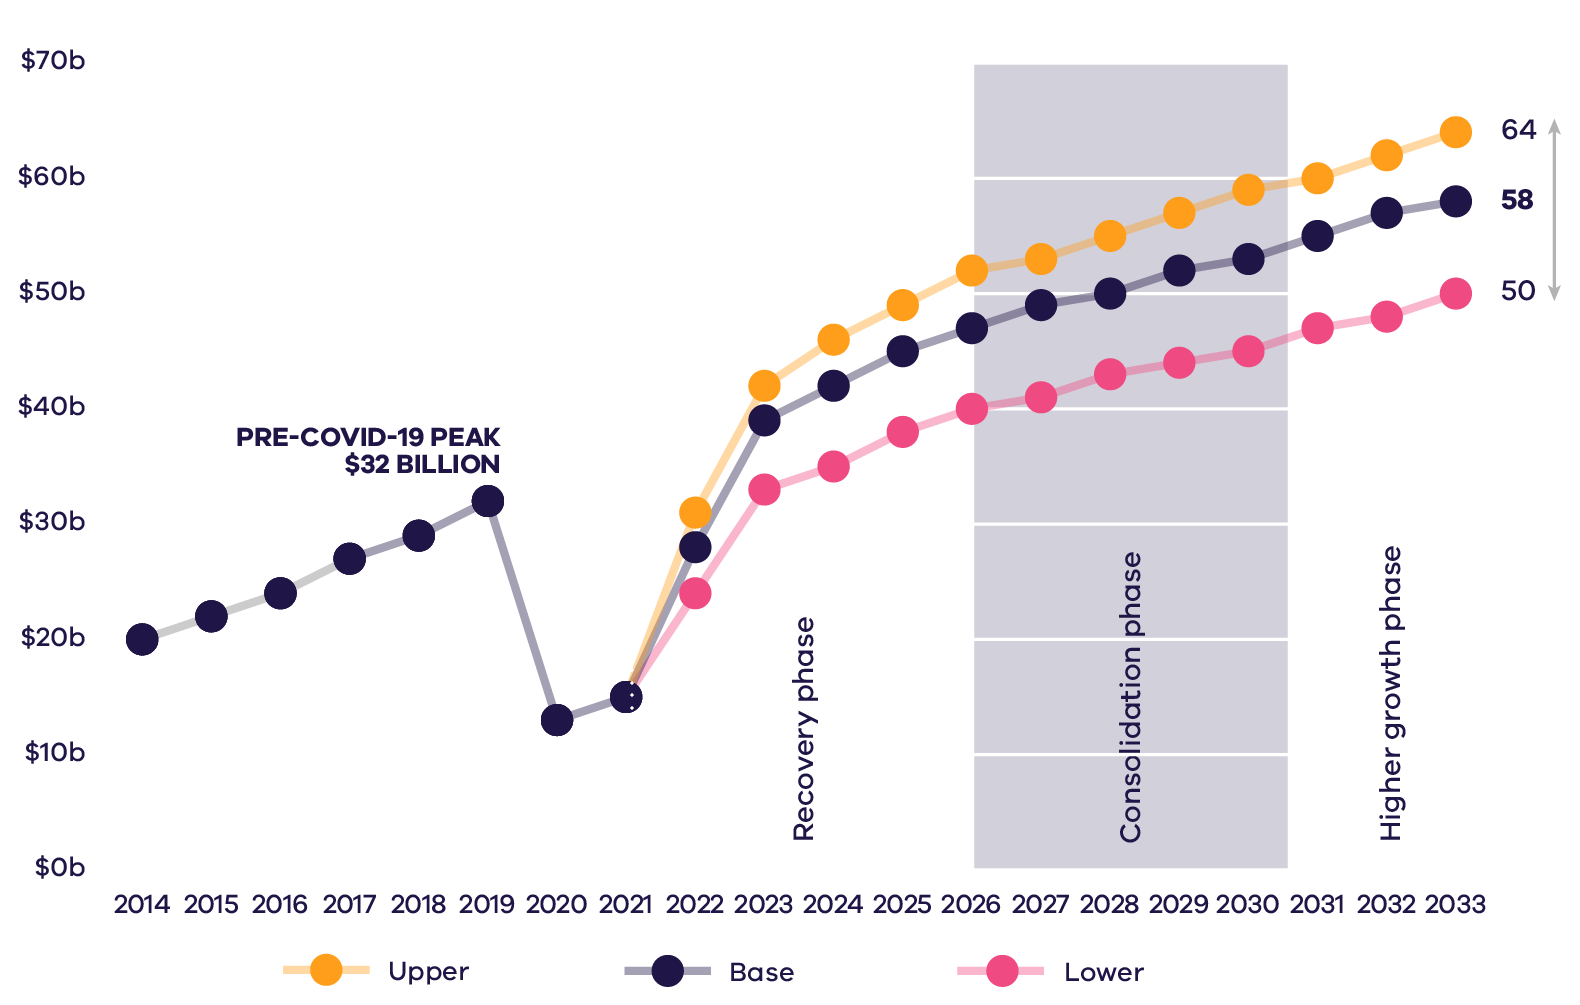 $70b
$60b
$50b
$40b
$30b
$20b
$10b
$0b
PRE-COVID-19 PEAK
$32 BILLION
Recovery phase
Consolidation phase
Higher growth phase
64
58
50
2014 2015 2016 2017 2018 2019 2020 2021 2022 2023 2024 2025 2026 2027 2028 2029 2030 2031 2032 2033
Upper Base Lower